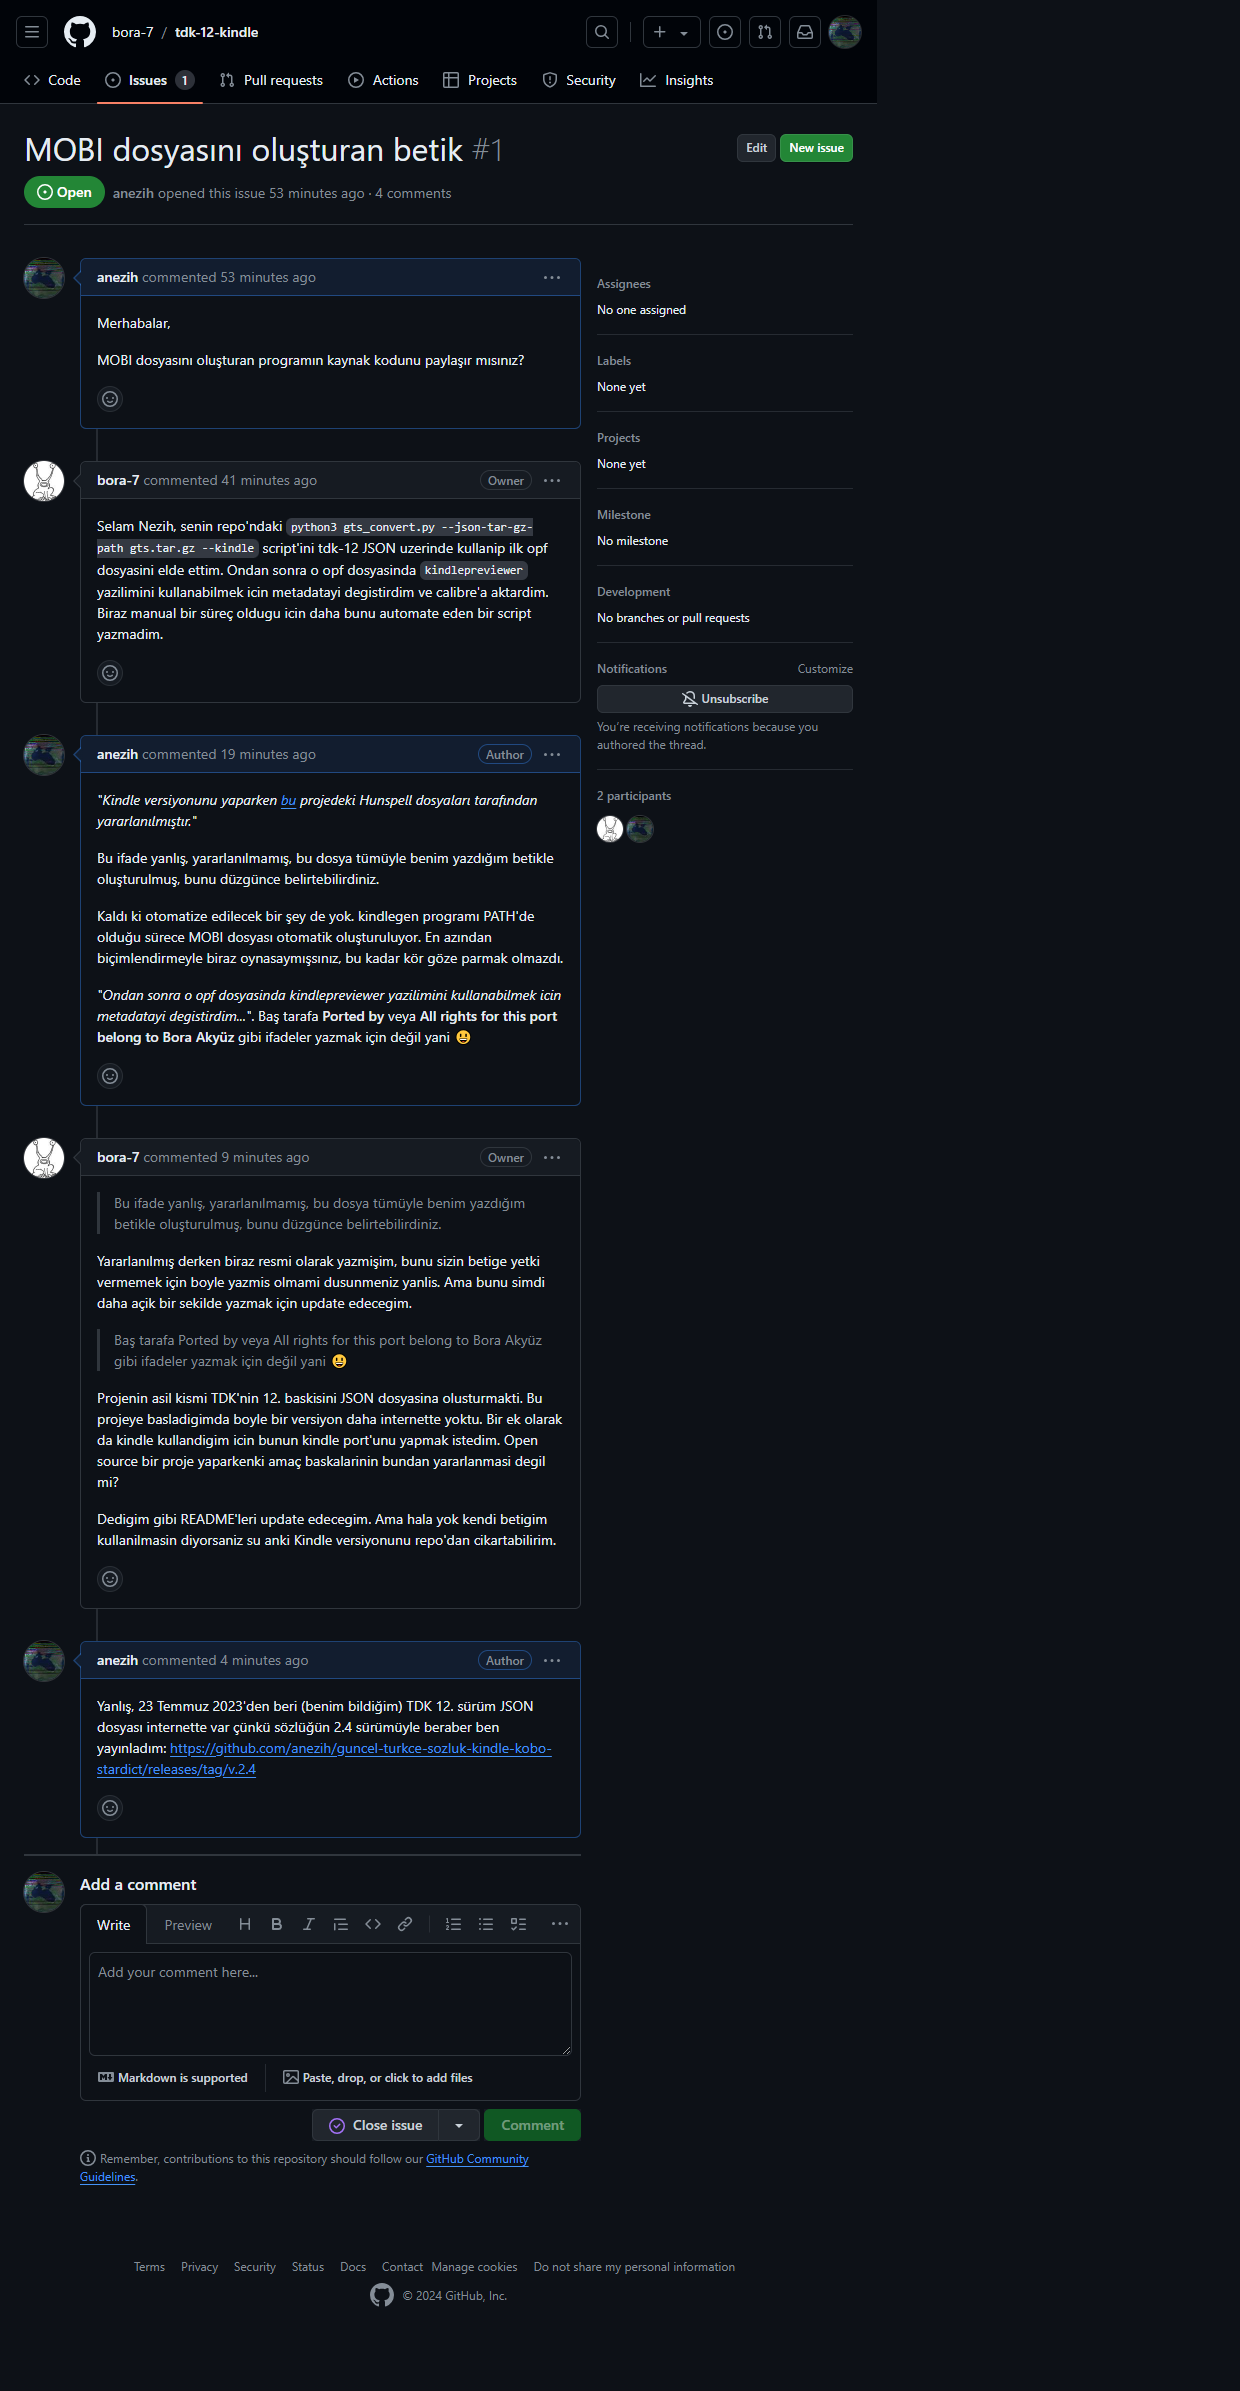 bora-7 / tdk-12-kindle
Code Issues 1 Pull requests Actions Projects Security Insights
MOBI dosyasını oluşturan betik #1
Edit New issue
Open anezih opened this issue 53 minutes ago · 4 comments
anezih commented 53 minutes ago
Merhabalar,
MOBI dosyasını oluşturan programın kaynak kodunu paylaşır mısınız?
bora-7 commented 41 minutes ago Owner
Selam Nezih, senin repo'ndaki python3 gts_convert.py --json-tar-gz-
path gts.tar.gz --kindle script'ini tdk-12 JSON uzerinde kullanip ilk opf
dosyasini elde ettim. Ondan sonra o opf dosyasinda kindlepreviewer
yazilimini kullanabilmek icin metadatayi degistirdim ve calibre'a aktardim.
Biraz manual bir süreç oldugu icin daha bunu automate eden bir script
yazmadim.
anezih commented 19 minutes ago Author
"Kindle versiyonunu yaparken bu projedeki Hunspell dosyaları tarafından
yararlanılmıştır."
Bu ifade yanlış, yararlanılmamış, bu dosya tümüyle benim yazdığım betikle
oluşturulmuş, bunu düzgünce belirtebilirdiniz.
Kaldı ki otomatize edilecek bir şey de yok. kindlegen programı PATH'de
olduğu sürece MOBI dosyası otomatik oluşturuluyor. En azından
biçimlendirmeyle biraz oynasaymışsınız, bu kadar kör göze parmak olmazdı.
"Ondan sonra o opf dosyasinda kindlepreviewer yazilimini kullanabilmek icin
metadatayi degistirdim...". Baş tarafa Ported by veya All rights for this port
belong to Bora Akyüz gibi ifadeler yazmak için değil yani 😃
bora-7 commented 9 minutes ago Owner
Bu ifade yanlış, yararlanılmamış, bu dosya tümüyle benim yazdığım
betikle oluşturulmuş, bunu düzgünce belirtebilirdiniz.
Yararlanılmış derken biraz resmi olarak yazmişim, bunu sizin betige yetki
vermemek için boyle yazmis olmami dusunmeniz yanlis. Ama bunu simdi
daha açik bir sekilde yazmak için update edecegim.
Baş tarafa Ported by veya All rights for this port belong to Bora Akyüz
gibi ifadeler yazmak için değil yani 😃
Projenin asil kismi TDK'nin 12. baskisini JSON dosyasina olusturmakti. Bu
projeye basladigimda boyle bir versiyon daha internette yoktu. Bir ek olarak
da kindle kullandigim icin bunun kindle port'unu yapmak istedim. Open
source bir proje yaparkenki amaç baskalarinin bundan yararlanmasi degil
mi?
Dedigim gibi README'leri update edecegim. Ama hala yok kendi betigim
kullanilmasin diyorsaniz su anki Kindle versiyonunu repo'dan cikartabilirim.
anezih commented 4 minutes ago Author
Yanlış, 23 Temmuz 2023'den beri (benim bildiğim) TDK 12. sürüm JSON
dosyası internette var çünkü sözlüğün 2.4 sürümüyle beraber ben
yayınladım: https://github.com/anezih/guncel-turkce-sozluk-kindle-kobo-
stardict/releases/tag/v.2.4
Add a comment
Write Preview
Add your comment here...
Markdown is supported Paste, drop, or click to add files
Close issue Comment
Remember, contributions to this repository should follow our GitHub Community
Guidelines.
Assignees
No one assigned
Labels
None yet
Projects
None yet
Milestone
No milestone
Development
No branches or pull requests
Notifications Customize
Unsubscribe
You're receiving notifications because you
authored the thread.
2 participants
Terms Privacy Security Status Docs Contact Manage cookies Do not share my personal information
© 2024 GitHub, Inc.